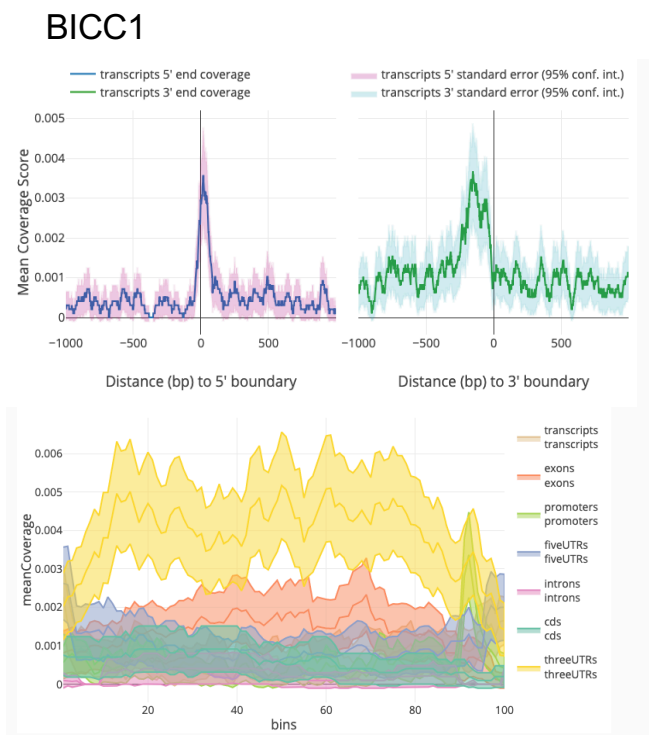 BICC1
transcripts 5' end coverage
transcripts 3' end coverage
transcripts 5' standard error (95% conf. int.)
transcripts 3' standard error (95% conf. int.)
Mean Coverage Score
0.005
0.004
0.003
0.002
0.001
0
−1000 −500 0 500
−1000 −500 0 500
Distance (bp) to 5' boundary
Distance (bp) to 3' boundary
meanCoverage
0.006
0.005
0.004
0.003
0.002
0.001
0
20 40 60 80 100
bins
transcripts
transcripts
exons
exons
promoters
promoters
fiveUTRs
fiveUTRs
introns
introns
cds
cds
threeUTRs
threeUTRs